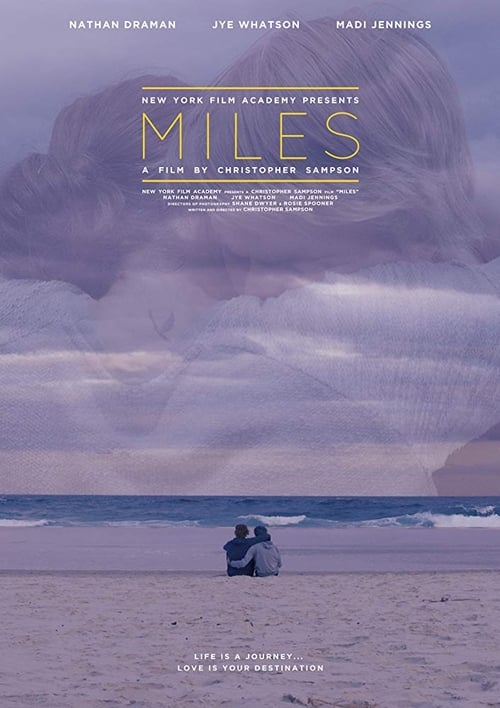 NATHAN DRAMAN JYE WHATSON MADI JENNINGS
NEW YORK FILM ACADEMY PRESENTS
MILES
A FILM BY CHRISTOPHER SAMPSON
NEW YORK FILM ACADEMY PRESENTS A CHRISTOPHER SAMPSON FILM "MILES"
NATHAN DRAMAN JYE WHATSON MADI JENNINGS
DIRECTORS OF PHOTOGRAPHY SHANE DWYER & ROSIE SPOONER
WRITTEN AND DIRECTED BY CHRISTOPHER SAMPSON
LIFE IS A JOURNEY...
LOVE IS YOUR DESTINATION